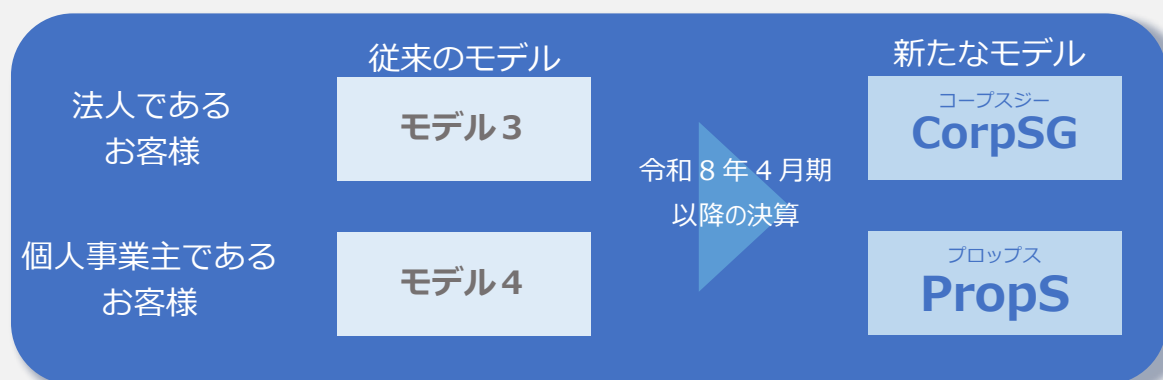 従来のモデル
新たなモデル
法人である
お客様
モデル３
コープスジー
CorpSG
令和８年４月期
以降の決算
個人事業主である
お客様
モデル４
プロップス
PropS